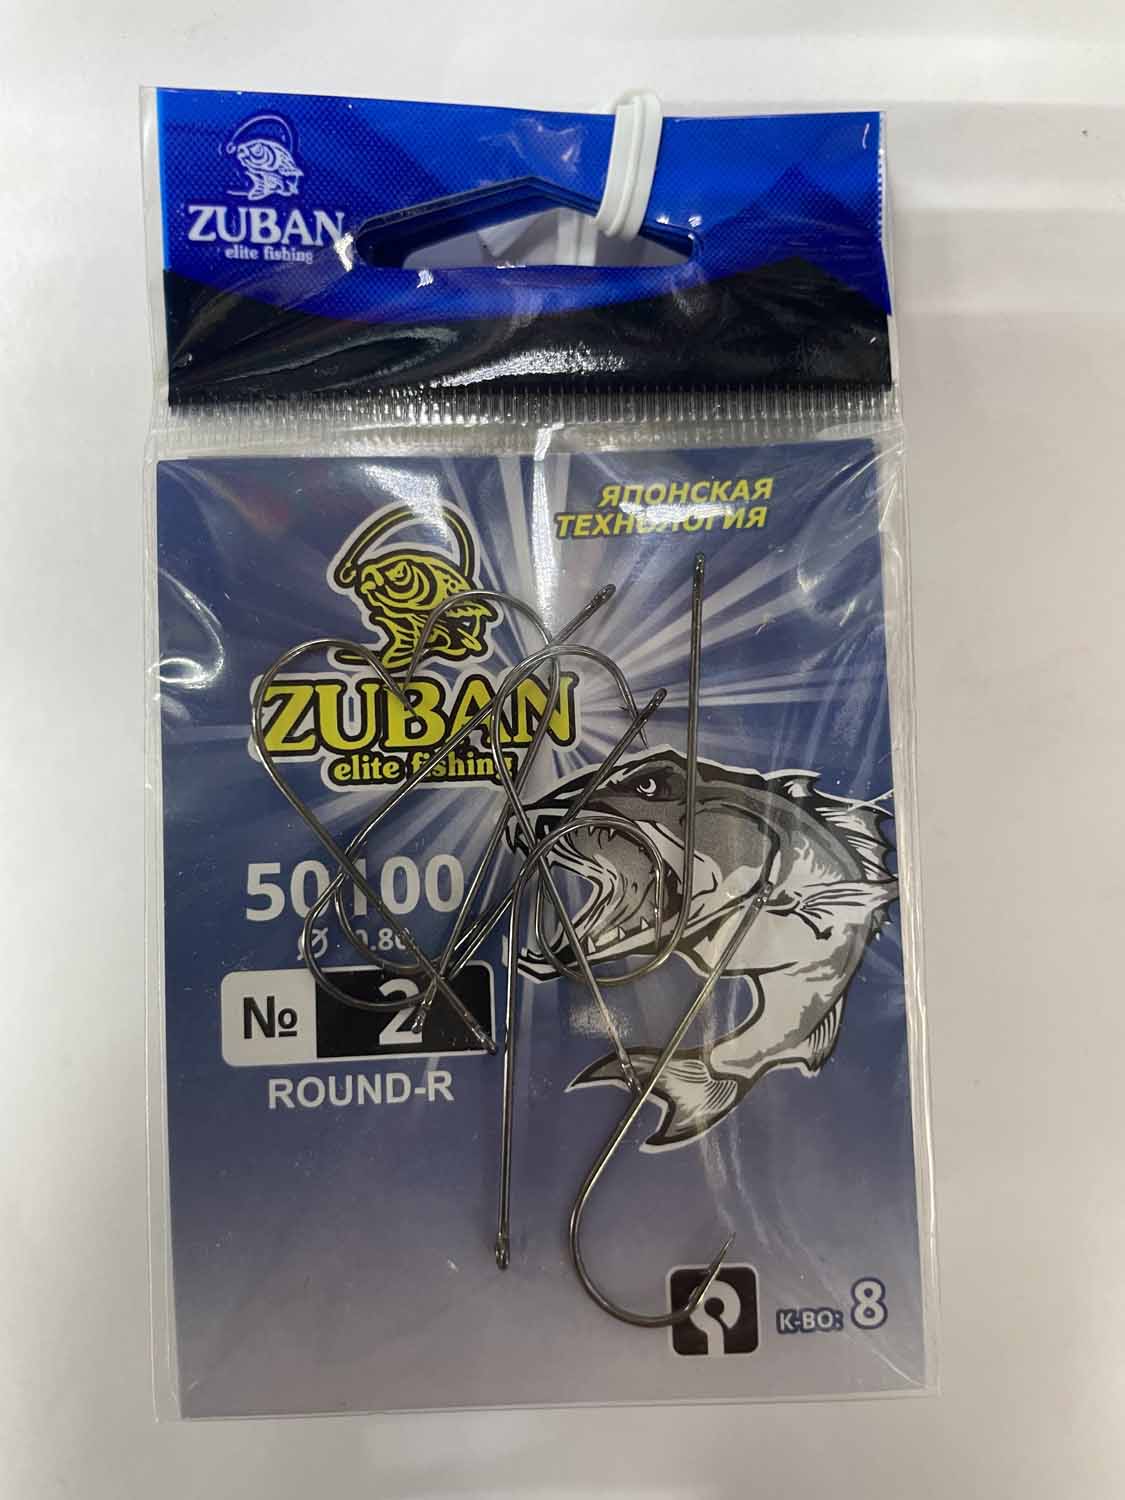 ZUBAN
elite fishing
ЯПОНСКАЯ
ТЕХНОЛОГИЯ
ZUBAN
elite fishing
50100
№ 2
ROUND-R
К-ВО: 8